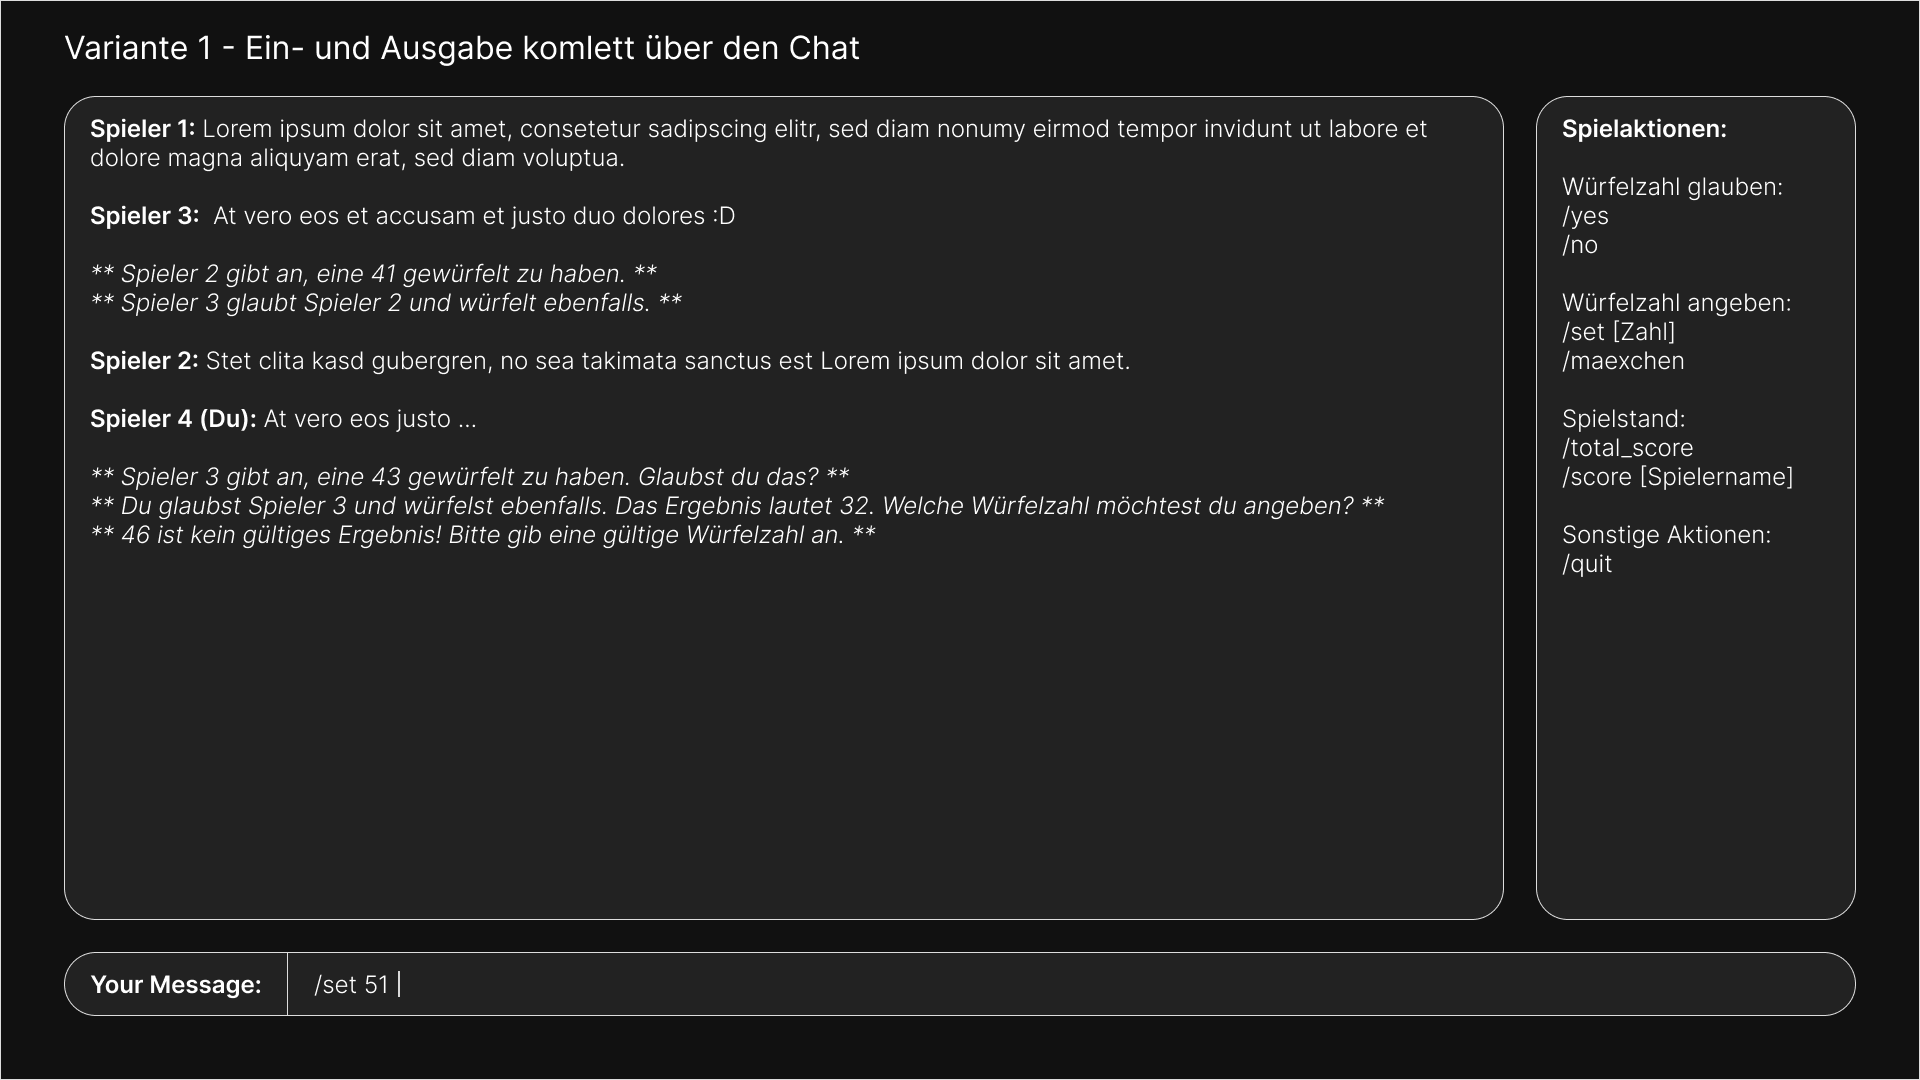 Variante 1 - Ein- und Ausgabe komlett über den Chat
Spieler 1: Lorem ipsum dolor sit amet, consetetur sadipscing elitr, sed diam nonumy eirmod tempor invidunt ut labore et
dolore magna aliquyam erat, sed diam voluptua.
Spieler 3:  At vero eos et accusam et justo duo dolores :D
** Spieler 2 gibt an, eine 41 gewürfelt zu haben. **
** Spieler 3 glaubt Spieler 2 und würfelt ebenfalls. **
Spieler 2: Stet clita kasd gubergren, no sea takimata sanctus est Lorem ipsum dolor sit amet.
Spieler 4 (Du): At vero eos justo ...
** Spieler 3 gibt an, eine 43 gewürfelt zu haben. Glaubst du das? **
** Du glaubst Spieler 3 und würfelst ebenfalls. Das Ergebnis lautet 32. Welche Würfelzahl möchtest du angeben? **
** 46 ist kein gültiges Ergebnis! Bitte gib eine gültige Würfelzahl an. **
Spielaktionen:
Würfelzahl glauben:
/yes
/no
Würfelzahl angeben:
/set [Zahl]
/maexchen
Spielstand:
/total_score
/score [Spielername]
Sonstige Aktionen:
/quit
Your Message:
/set 51